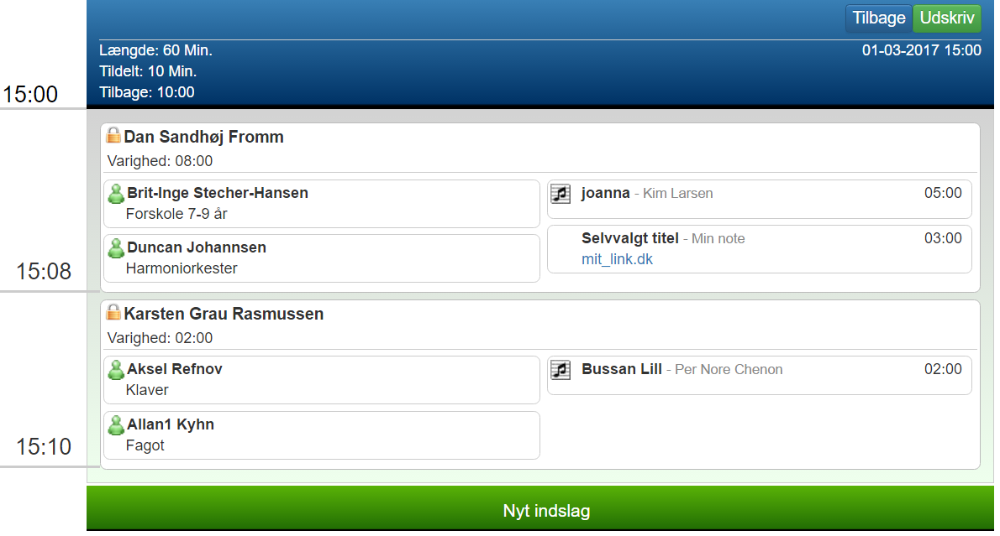 Tilbage Udskriv
Længde: 60 Min. 01-03-2017 15:00
Tildelt: 10 Min.
Tilbage: 10:00
15:00
Dan Sandhøj Fromm
Varighed: 08:00
Brit-Inge Stecher-Hansen
Forskole 7-9 år
Duncan Johannsen
Harmoniorkester
joanna - Kim Larsen 05:00
Selvvalgt titel - Min note 03:00
mit_link.dk
15:08
Karsten Grau Rasmussen
Varighed: 02:00
Aksel Refnov
Klaver
Allan1 Kyhn
Fagot
Bussan Lill - Per Nore Chenon 02:00
15:10
Nyt indslag